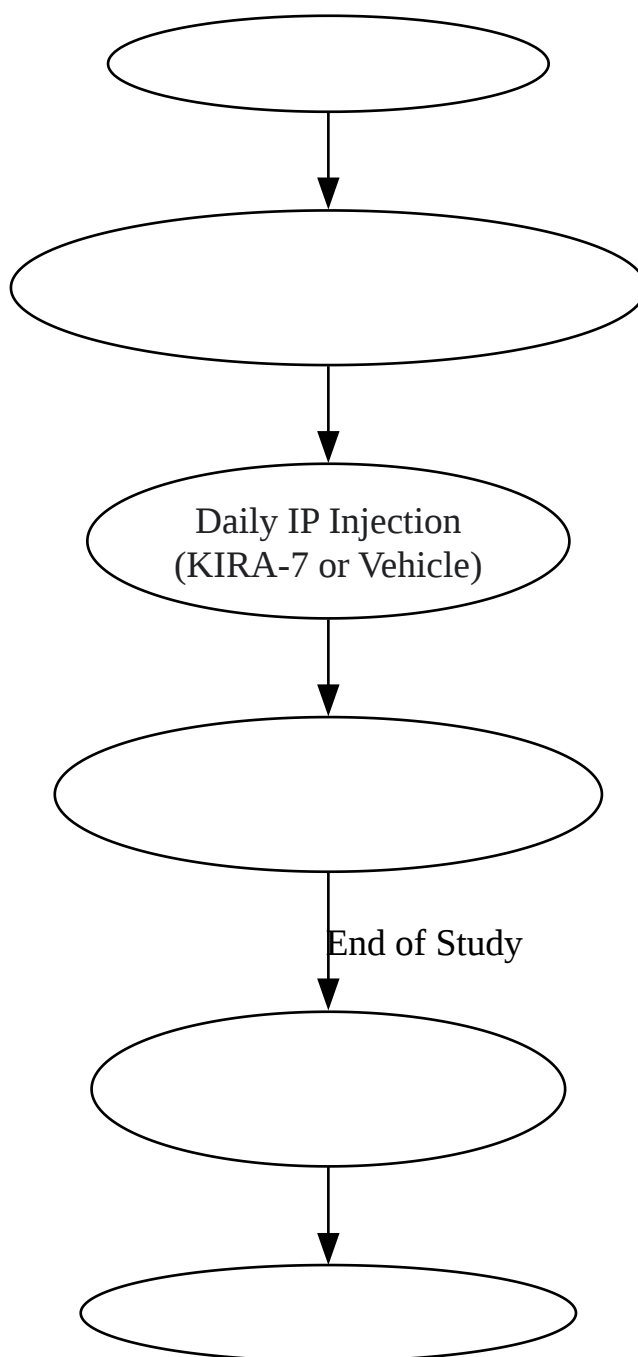 Daily IP Injection
(KIRA-7 or Vehicle)
End of Study